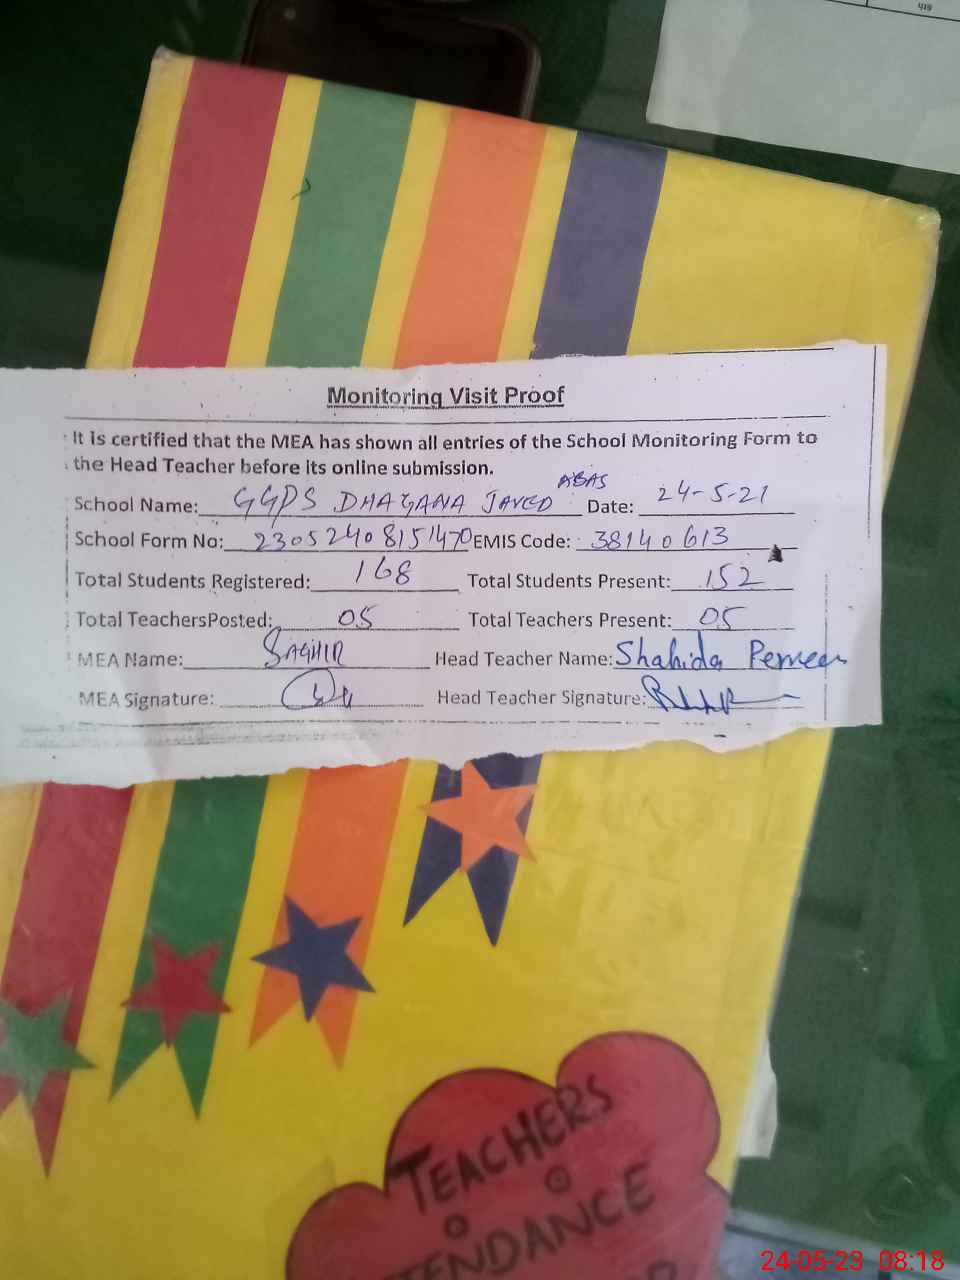 419
Monitoring Visit Proof
It is certified that the MEA has shown all entries of the School Monitoring Form to
the Head Teacher before its online submission.
School Name: GGPS DHAGANA JAVED ABAS Date: 24-5-21
School Form No: 23052408151470 EMIS Code: 38140613
Total Students Registered: 168 Total Students Present: 152
Total TeachersPosted: 05 Total Teachers Present: 05
MEA Name: SAGHIR Head Teacher Name: Shahida Perveen
MEA Signature: Head Teacher Signature:
TEACHERS
TTENDANCE
24-05-23 08:18